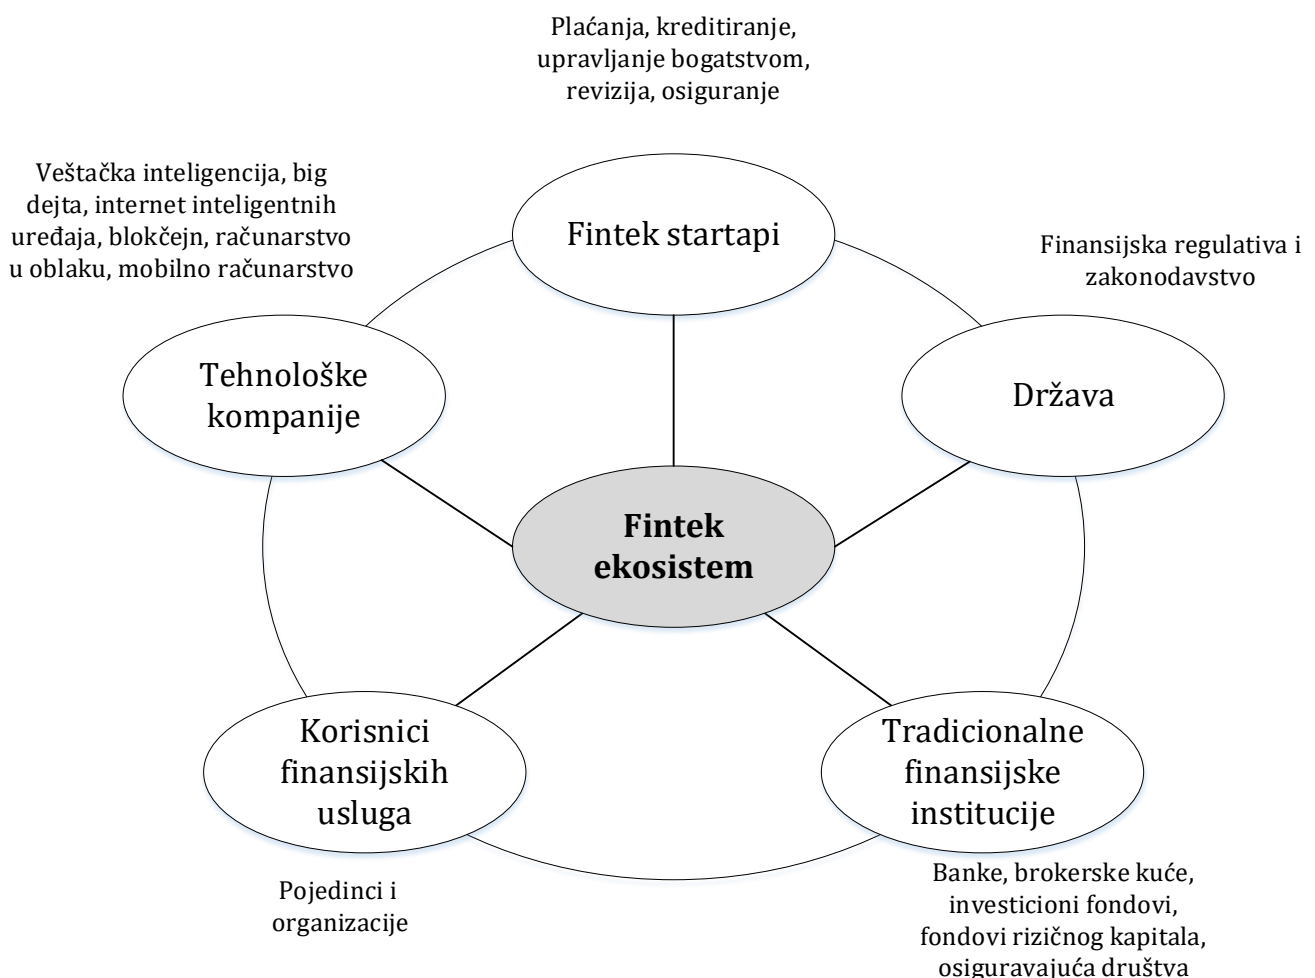 Plaćanja, kreditiranje,
upravljanje bogatstvom,
revizija, osiguranje
Veštačka inteligencija, big
dejta, internet inteligentnih
uređaja, blokčejn, računarstvo
u oblaku, mobilno računarstvo
Fintek startapi
Finansijska regulativa i
zakonodavstvo
Tehnološke
kompanije
Država
Fintek
ekosistem
Korisnici
finansijskih
usluga
Tradicionalne
finansijske
institucije
Pojedinci i
organizacije
Banke, brokerske kuće,
investicioni fondovi,
fondovi rizičnog kapitala,
osiguravajuća društva